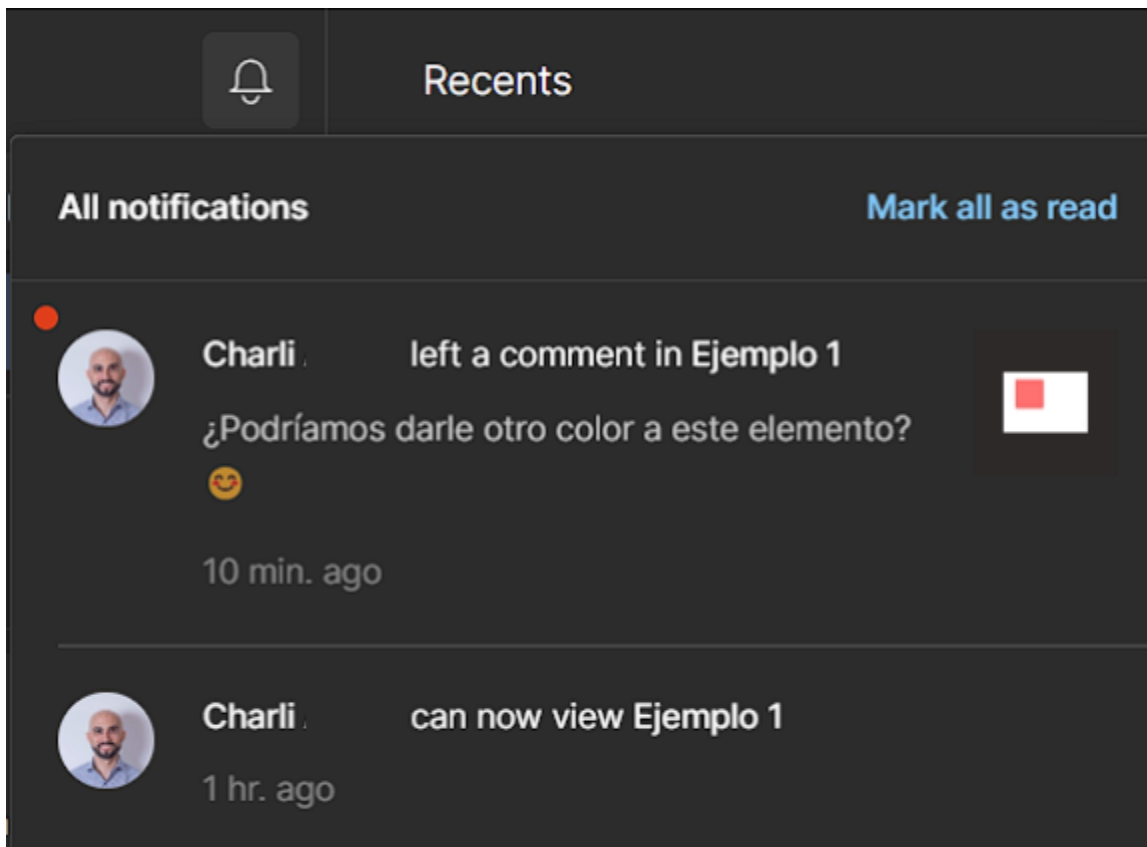 Recents
All notifications
Mark all as read
Charli left a comment in Ejemplo 1
¿Podríamos darle otro color a este elemento?
😊
10 min. ago
Charli can now view Ejemplo 1
1 hr. ago